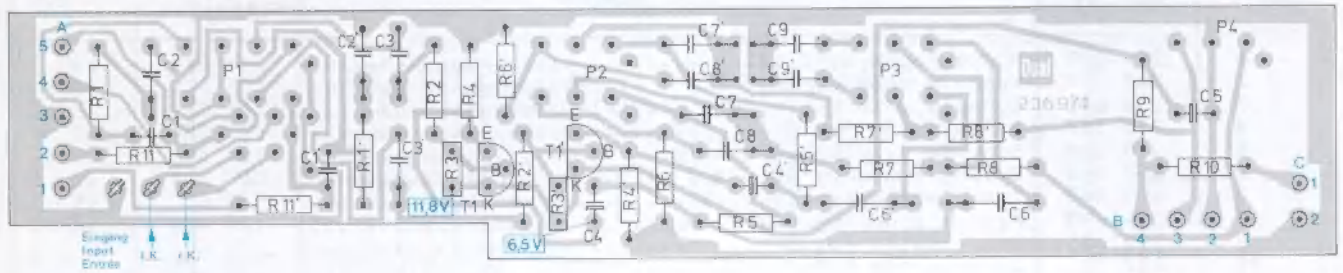 A
5
4
3
2
1
R1
C2
C1
R11
P1
C1'
R11'
C2'
C3
R1'
C3'
R2
R4
R3
R6'
E
B
K
T1
11,8V
R2'
6,5V
E
T1'
B
K
R3'
C4
R4'
R6
P2
C7'
C8'
C7
C8
C4'
R5
C9
C9'
R5'
P3
R7'
R7
C6'
R8'
R8
C6
Dual
236974
P4
R9
C5
R10
B
4
3
2
1
C
1
2
Eingang
Input
Entrée
L.K.
r.K.